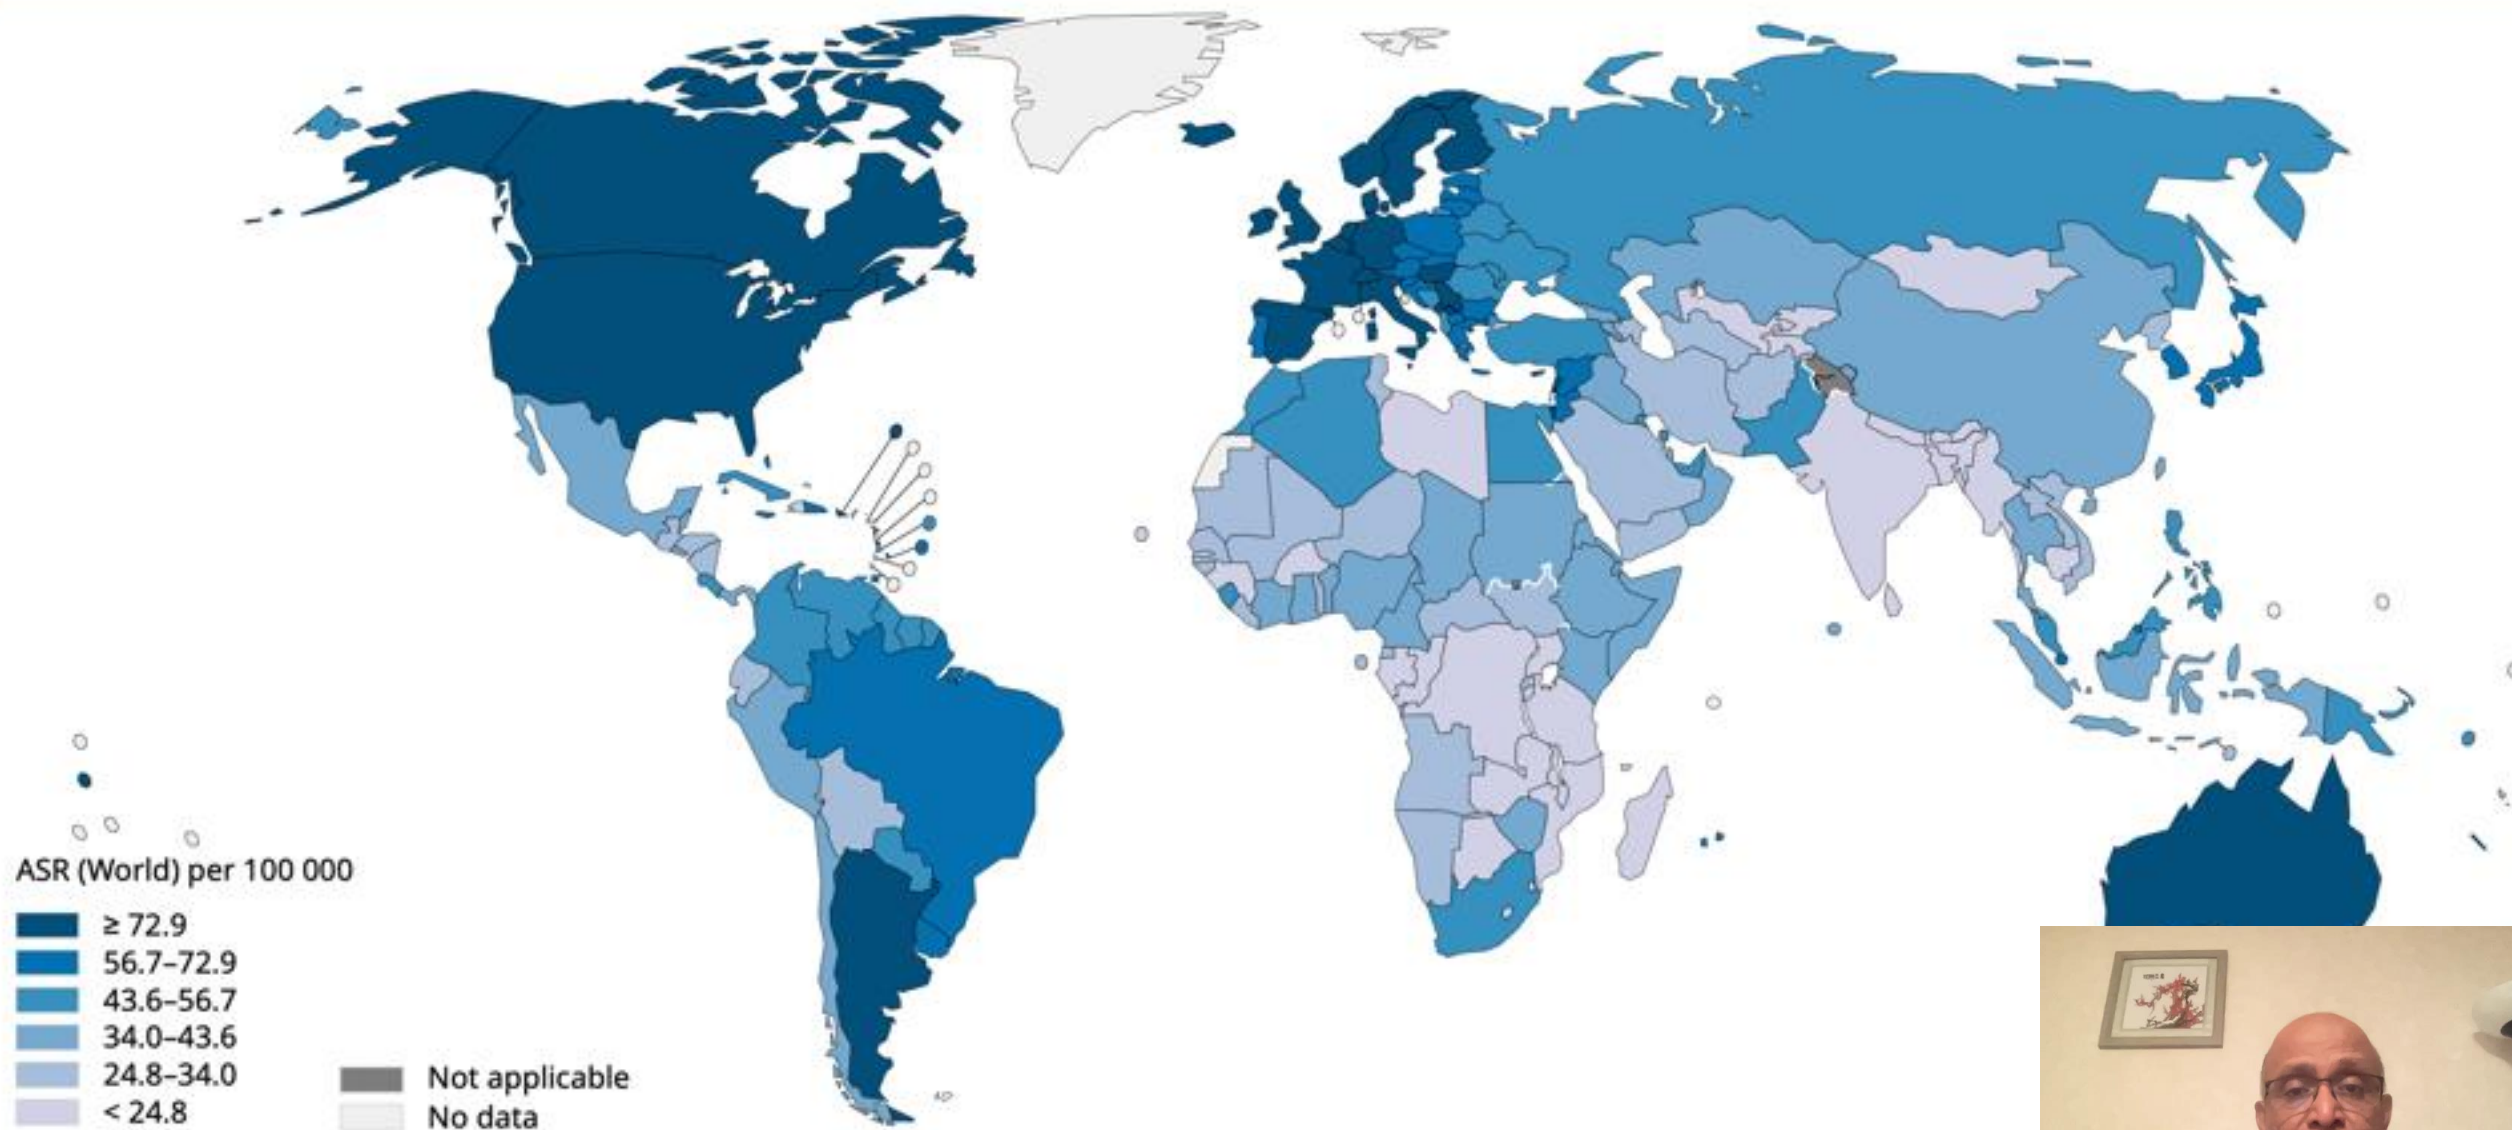 ASR (World) per 100 000
≥ 72.9
56.7–72.9
43.6–56.7
34.0–43.6
24.8–34.0
< 24.8
Not applicable
No data